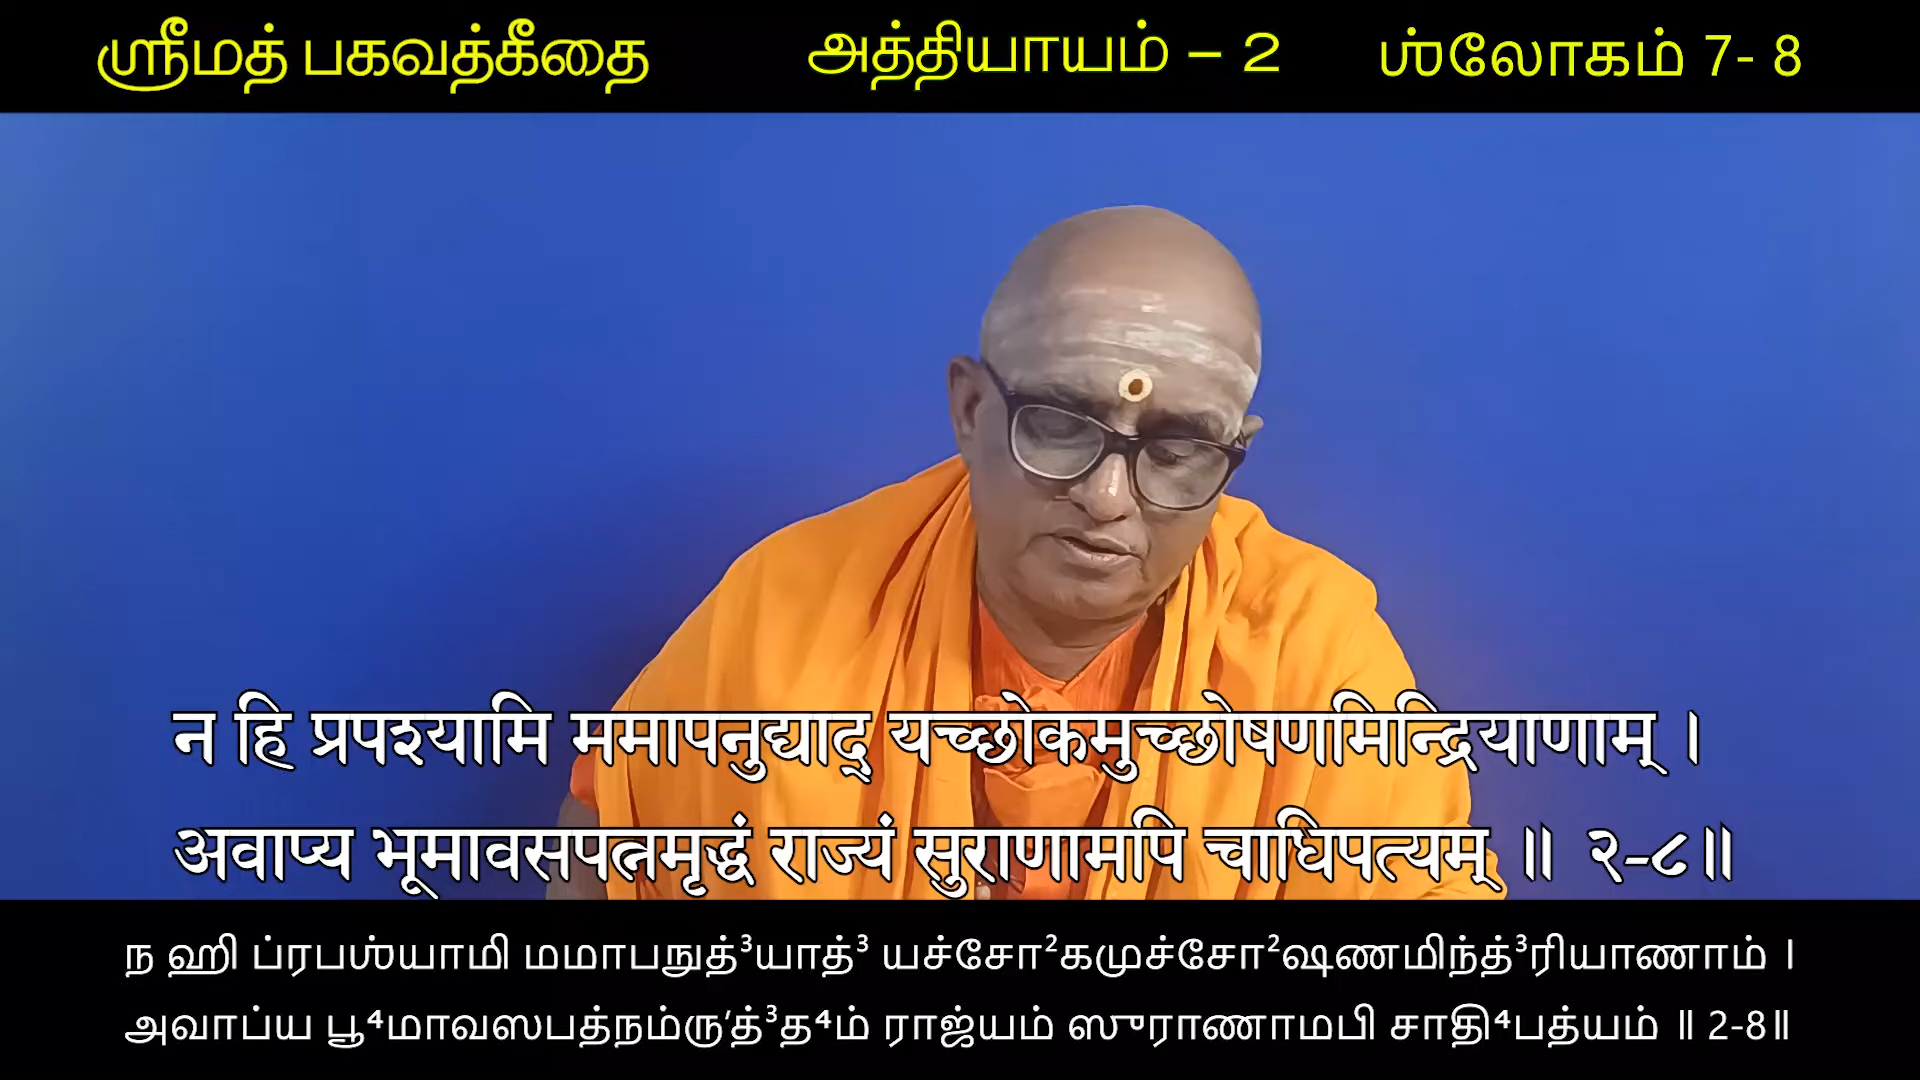 ஶ்ரீமத் பகவத்கீதை அத்தியாயம் – 2 ஶ்லோகம் 7- 8
न हि प्रपश्यामि ममापनुद्याद् यच्छोकमुच्छोषणमिन्द्रियाणाम् ।
अवाप्य भूमावसपत्नमृद्धं राज्यं सुराणामपि चाधिपत्यम् ॥ २-८॥
ந ஹி ப்ரபஶ்யாமி மமாபநுத்³யாத்³ யச்சோ²கமுச்சோ²ஷணமிந்த்³ரியாணாம் ।
அவாப்ய பூ⁴மாவஸபத்நம்ரு’த்³த⁴ம் ராஜ்யம் ஸுராணாமபி சாதி⁴பத்யம் ॥ 2-8॥